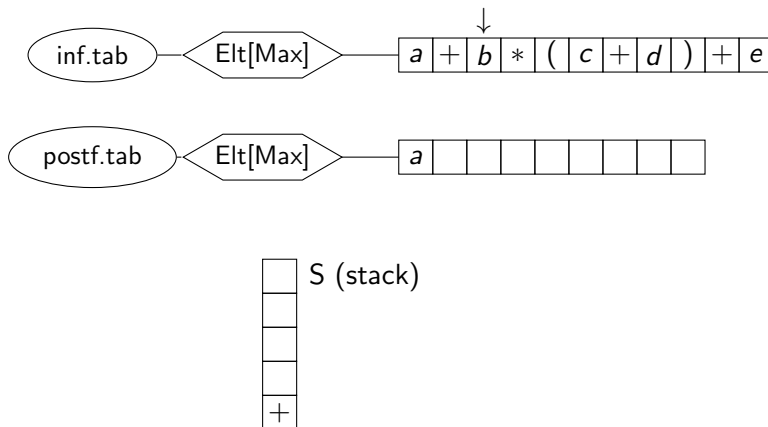 ↓
inf.tab Elt[Max] a + b * ( c + d ) + e
postf.tab Elt[Max] a
S (stack)
+